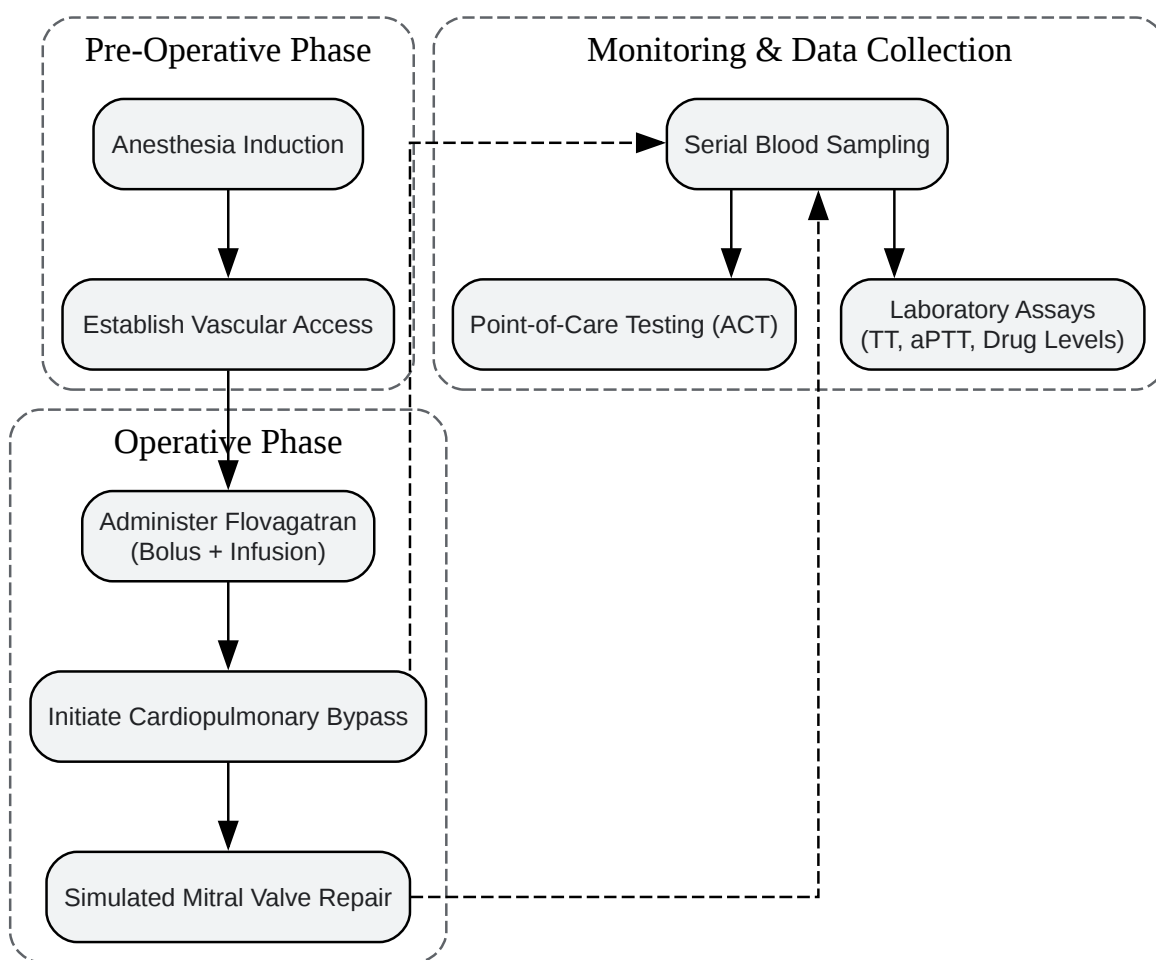 Pre-Operative Phase
Anesthesia Induction
Establish Vascular Access
Operative Phase
Administer Flovagatran
(Bolus + Infusion)
Initiate Cardiopulmonary Bypass
Simulated Mitral Valve Repair
Monitoring & Data Collection
Serial Blood Sampling
Point-of-Care Testing (ACT)
Laboratory Assays
(TT, aPTT, Drug Levels)